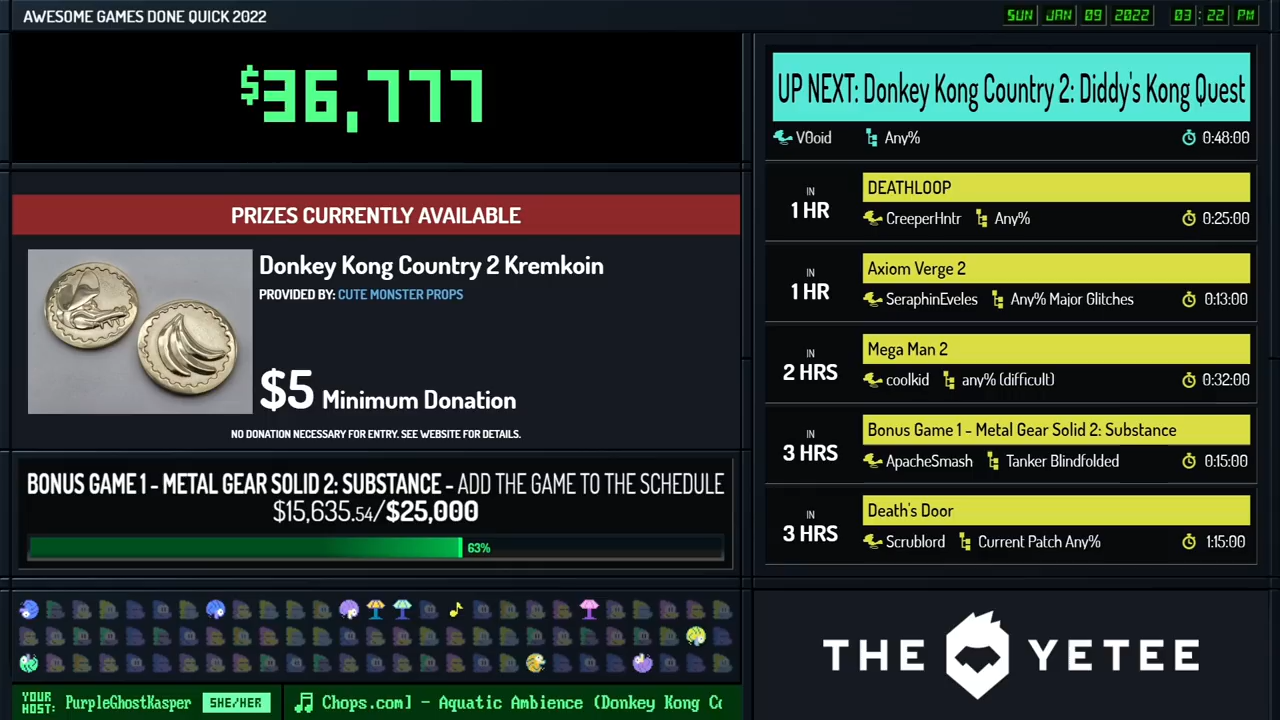 AWESOME GAMES DONE QUICK 2022
SUN JAN 09 2022 03:22 PM
$36,777
PRIZES CURRENTLY AVAILABLE
Donkey Kong Country 2 Kremkoin
PROVIDED BY: CUTE MONSTER PROPS
$5 Minimum Donation
NO DONATION NECESSARY FOR ENTRY. SEE WEBSITE FOR DETAILS.
BONUS GAME 1 - METAL GEAR SOLID 2: SUBSTANCE - ADD THE GAME TO THE SCHEDULE
$15,635.54/$25,000
63%
YOUR HOST: PurpleGhostKasper SHE/HER
Chops.com] - Aquatic Ambience (Donkey Kong Co
UP NEXT: Donkey Kong Country 2: Diddy's Kong Quest
V0oid Any% 0:48:00
IN 1 HR
DEATHLOOP
CreeperHntr Any% 0:25:00
IN 1 HR
Axiom Verge 2
SeraphinEveles Any% Major Glitches 0:13:00
IN 2 HRS
Mega Man 2
coolkid any% (difficult) 0:32:00
IN 3 HRS
Bonus Game 1 - Metal Gear Solid 2: Substance
ApacheSmash Tanker Blindfolded 0:15:00
IN 3 HRS
Death's Door
Scrublord Current Patch Any% 1:15:00
THE YETEE